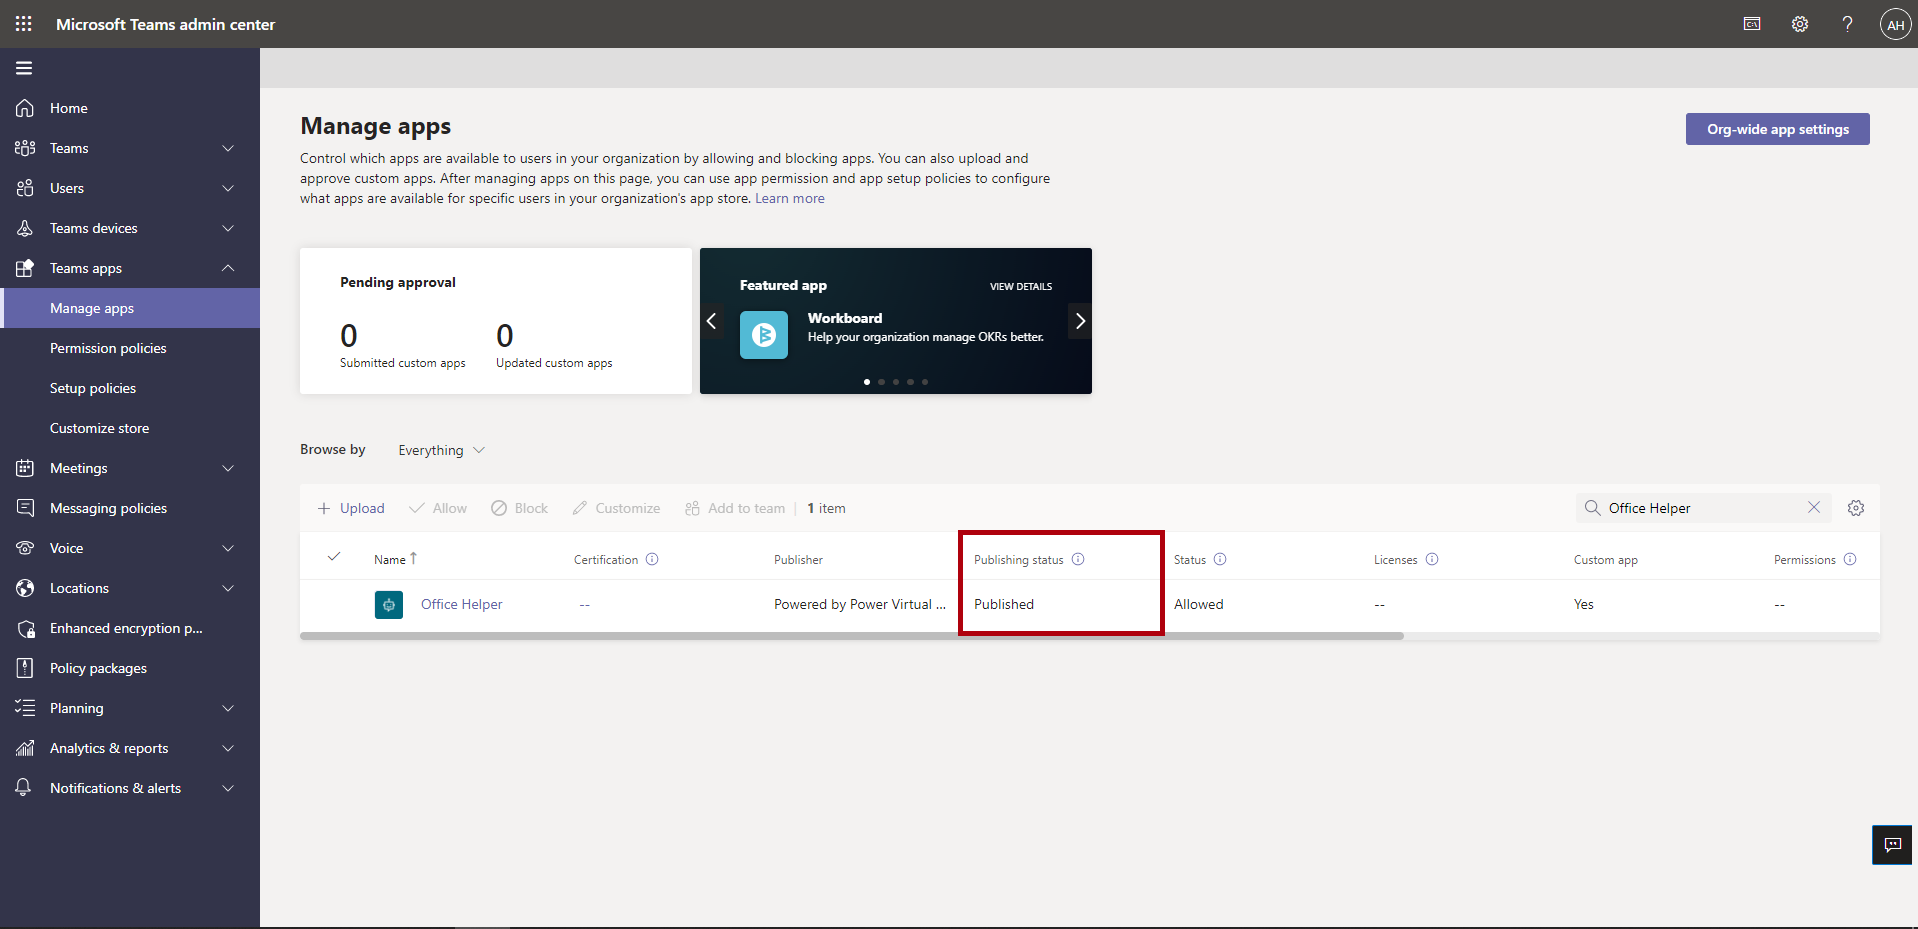 Microsoft Teams admin center
AH
Home
Teams
Users
Teams devices
Teams apps
Manage apps
Permission policies
Setup policies
Customize store
Meetings
Messaging policies
Voice
Locations
Enhanced encryption p...
Policy packages
Planning
Analytics & reports
Notifications & alerts
Manage apps
Org-wide app settings
Control which apps are available to users in your organization by allowing and blocking apps. You can also upload and
approve custom apps. After managing apps on this page, you can use app permission and app setup policies to configure
what apps are available for specific users in your organization's app store. Learn more
Pending approval
0 0
Submitted custom apps Updated custom apps
Featured app VIEW DETAILS
Workboard
Help your organization manage OKRs better.
Browse by Everything
Upload Allow Block Customize Add to team 1 item Office Helper
Name ↑ Certification Publisher Publishing status Status Licenses Custom app Permissions
Office Helper -- Powered by Power Virtual ... Published Allowed -- Yes --